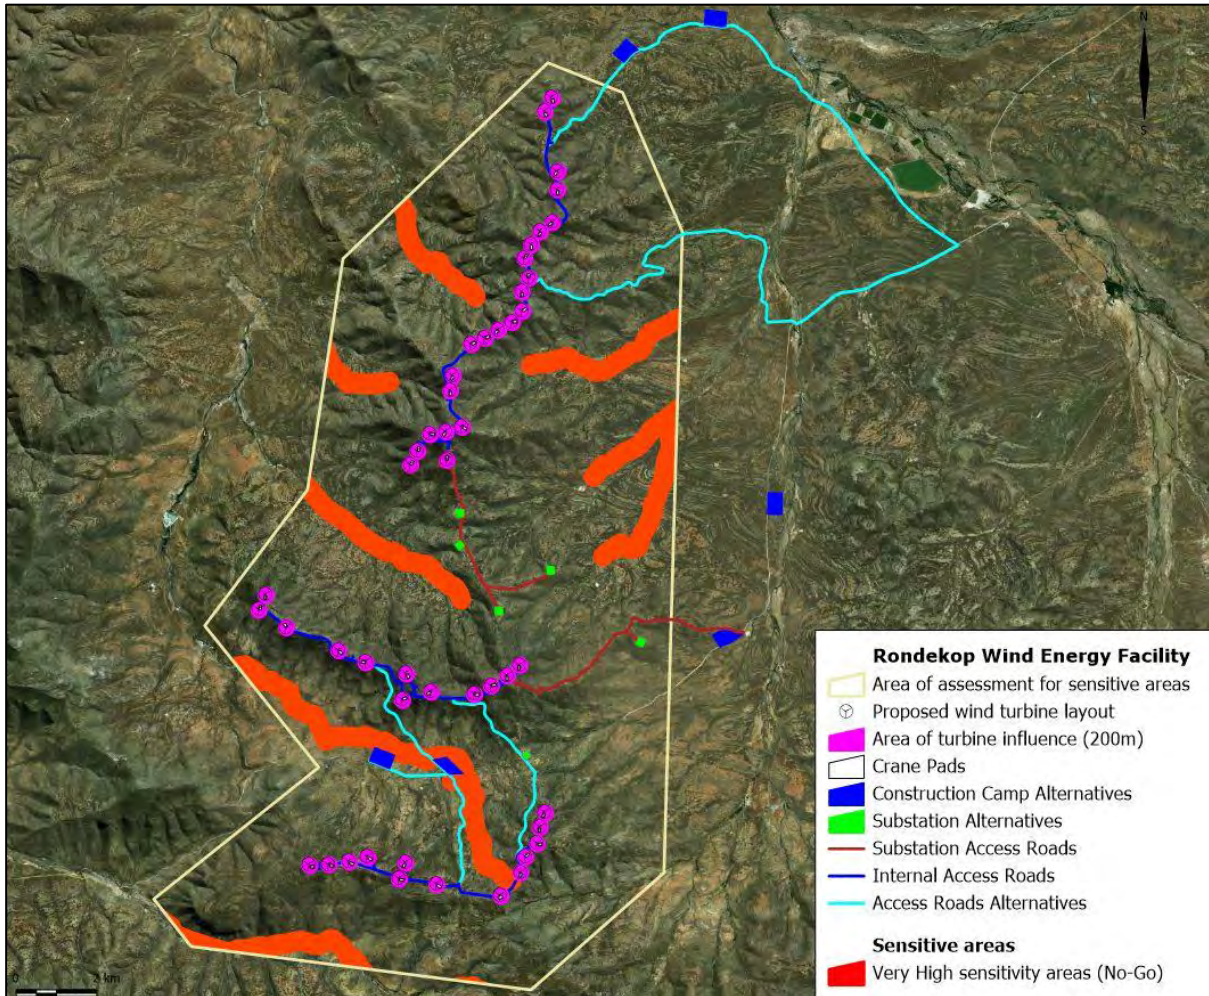 N
S
Rondekop Wind Energy Facility
Area of assessment for sensitive areas
Proposed wind turbine layout
Area of turbine influence (200m)
Crane Pads
Construction Camp Alternatives
Substation Alternatives
Substation Access Roads
Internal Access Roads
Access Roads Alternatives
Sensitive areas
Very High sensitivity areas (No-Go)
0 2 km